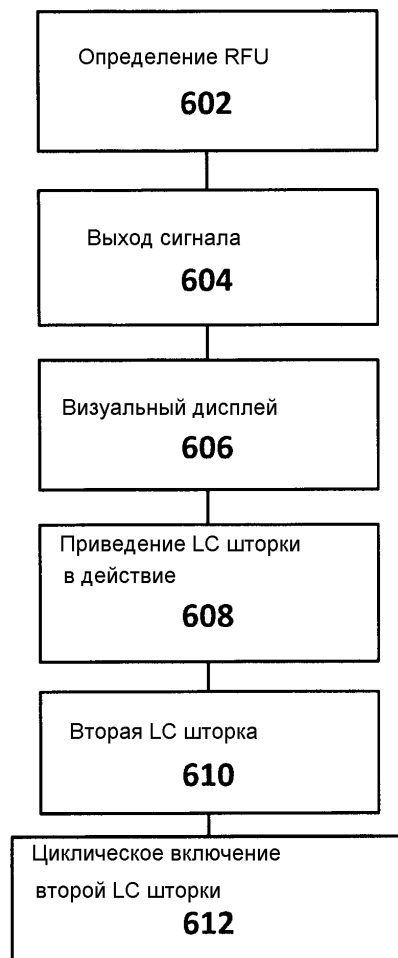 Определение RFU
602
Выход сигнала
604
Визуальный дисплей
606
Приведение LC шторки
в действие
608
Вторая LC шторка
610
Циклическое включение
второй LC шторки
612